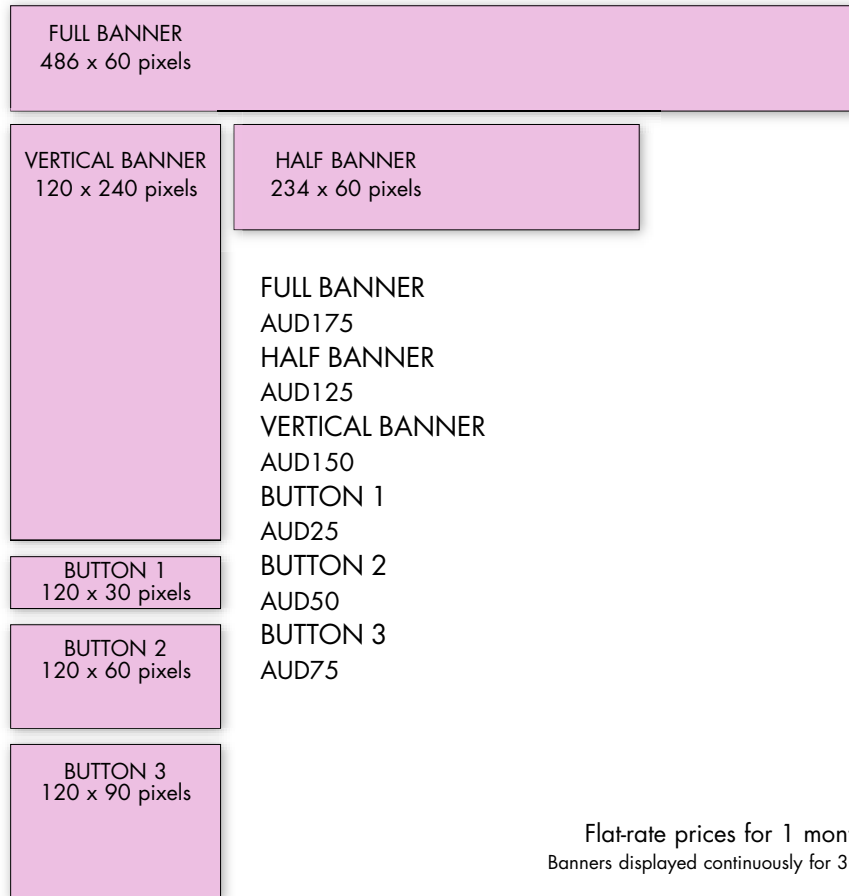 FULL BANNER
486 x 60 pixels
VERTICAL BANNER
120 x 240 pixels
HALF BANNER
234 x 60 pixels
FULL BANNER
AUD175
HALF BANNER
AUD125
VERTICAL BANNER
AUD150
BUTTON 1
AUD25
BUTTON 2
AUD50
BUTTON 3
AUD75
BUTTON 1
120 x 30 pixels
BUTTON 2
120 x 60 pixels
BUTTON 3
120 x 90 pixels
Flat-rate prices for 1
Banners displayed continuously for